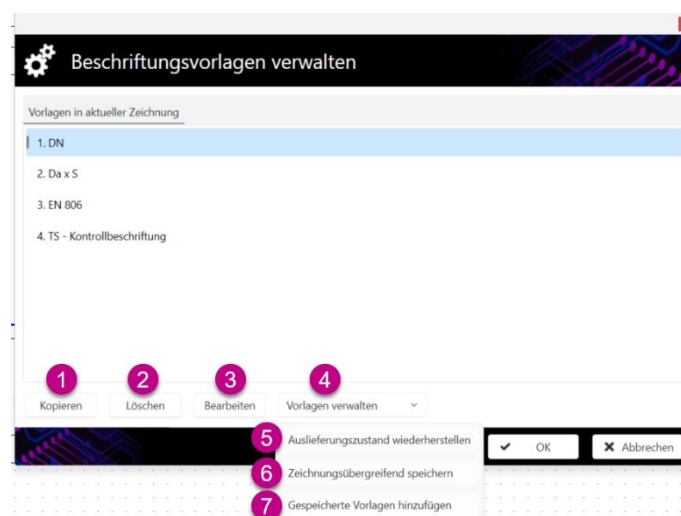 Beschriftungsvorlagen verwalten
Vorlagen in aktueller Zeichnung
1. DN
2. Da x S
3. EN 806
4. TS - Kontrollbeschriftung
1 2 3 4
Kopieren Löschen Bearbeiten Vorlagen verwalten
5 Auslieferungszustand wiederherstellen
OK Abbrechen
6 Zeichnungsübergreifend speichern
7 Gespeicherte Vorlagen hinzufügen